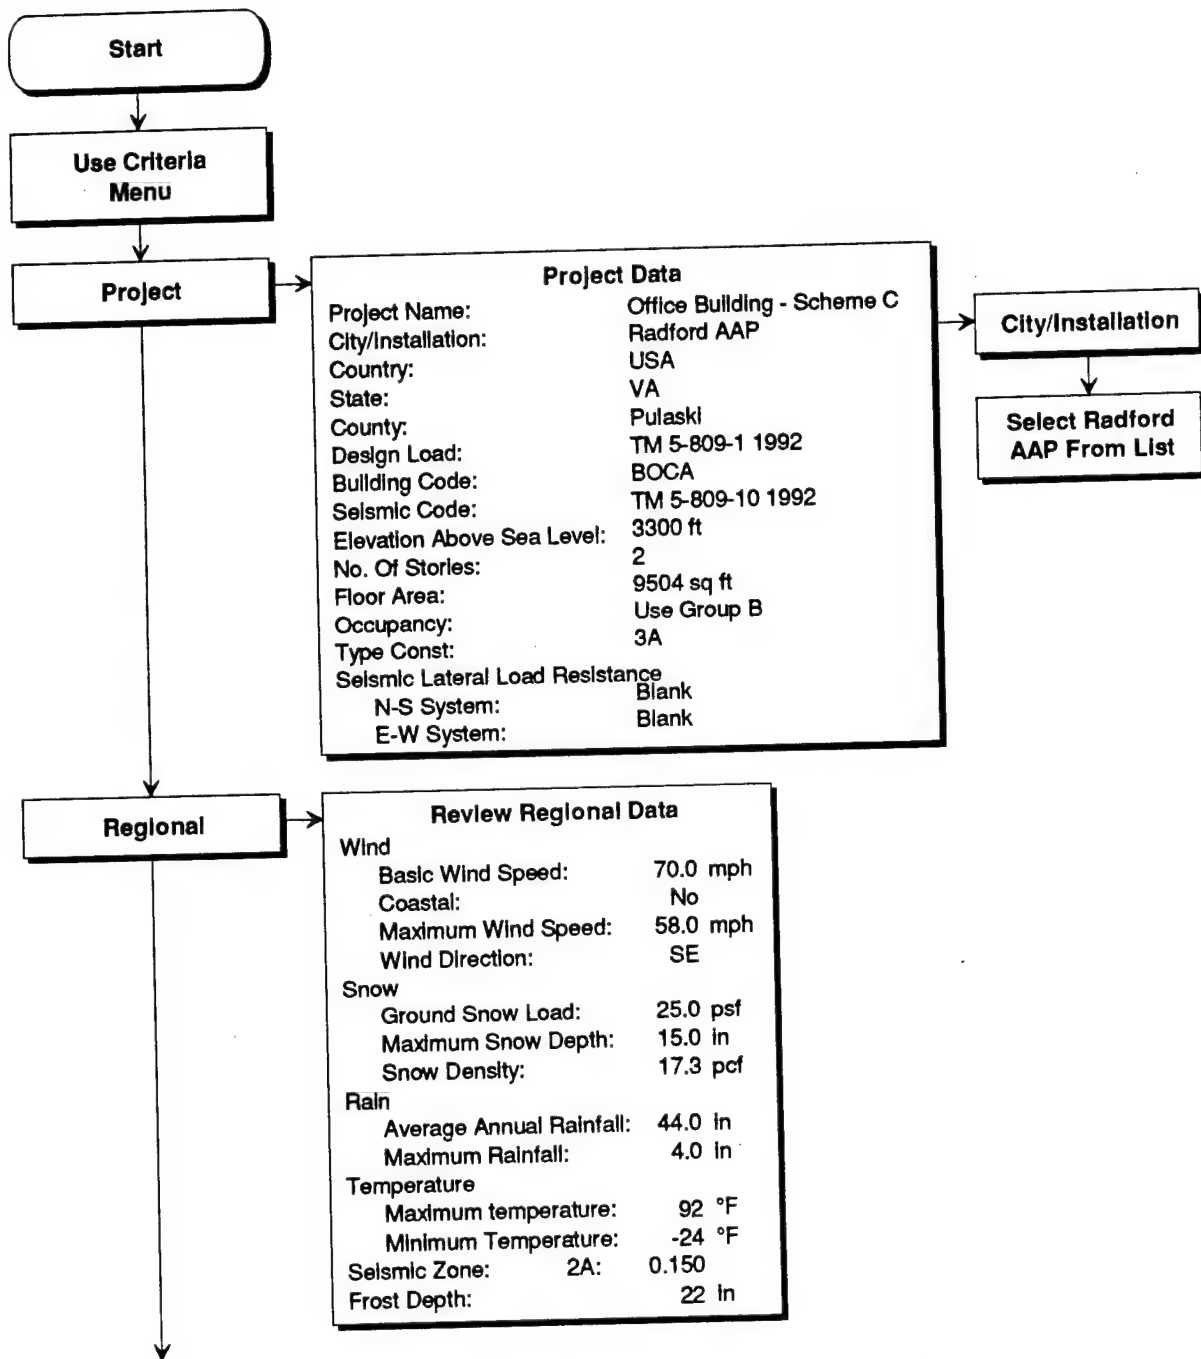 Start
Use Criteria
Menu
Project
Project Data
Project Name: Office Building - Scheme C
City/Installation: Radford AAP
Country: USA
State: VA
County: Pulaski
Design Load: TM 5-809-1 1992
Building Code: BOCA
Seismic Code: TM 5-809-10 1992
Elevation Above Sea Level: 3300 ft
No. Of Stories: 2
Floor Area: 9504 sq ft
Occupancy: Use Group B
Type Const: 3A
Seismic Lateral Load Resistance
N-S System: Blank
E-W System: Blank
City/Installation
Select Radford
AAP From List
Regional
Review Regional Data
Wind
Basic Wind Speed: 70.0 mph
Coastal: No
Maximum Wind Speed: 58.0 mph
Wind Direction: SE
Snow
Ground Snow Load: 25.0 psf
Maximum Snow Depth: 15.0 in
Snow Density: 17.3 pcf
Rain
Average Annual Rainfall: 44.0 in
Maximum Rainfall: 4.0 in
Temperature
Maximum temperature: 92 °F
Minimum Temperature: -24 °F
Seismic Zone: 2A: 0.150
Frost Depth: 22 in